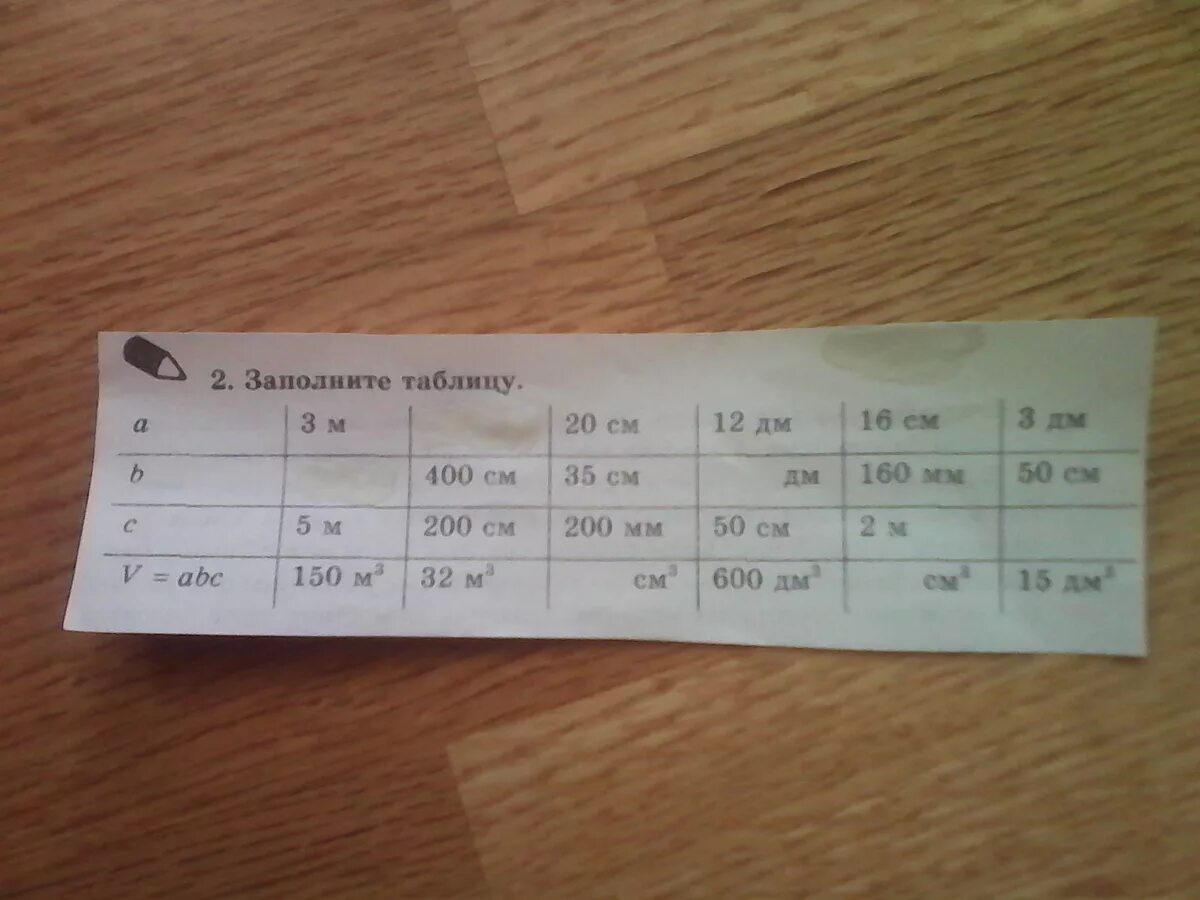 2. Заполните таблицу.
a 3 м 20 см 12 дм 16 см 3 дм
b 400 см 35 см дм 160 мм 50 см
c 5 м 200 см 200 мм 50 см 2 м
V = abc 150 м³ 32 м³ см³ 600 дм³ см³ 15 дм³